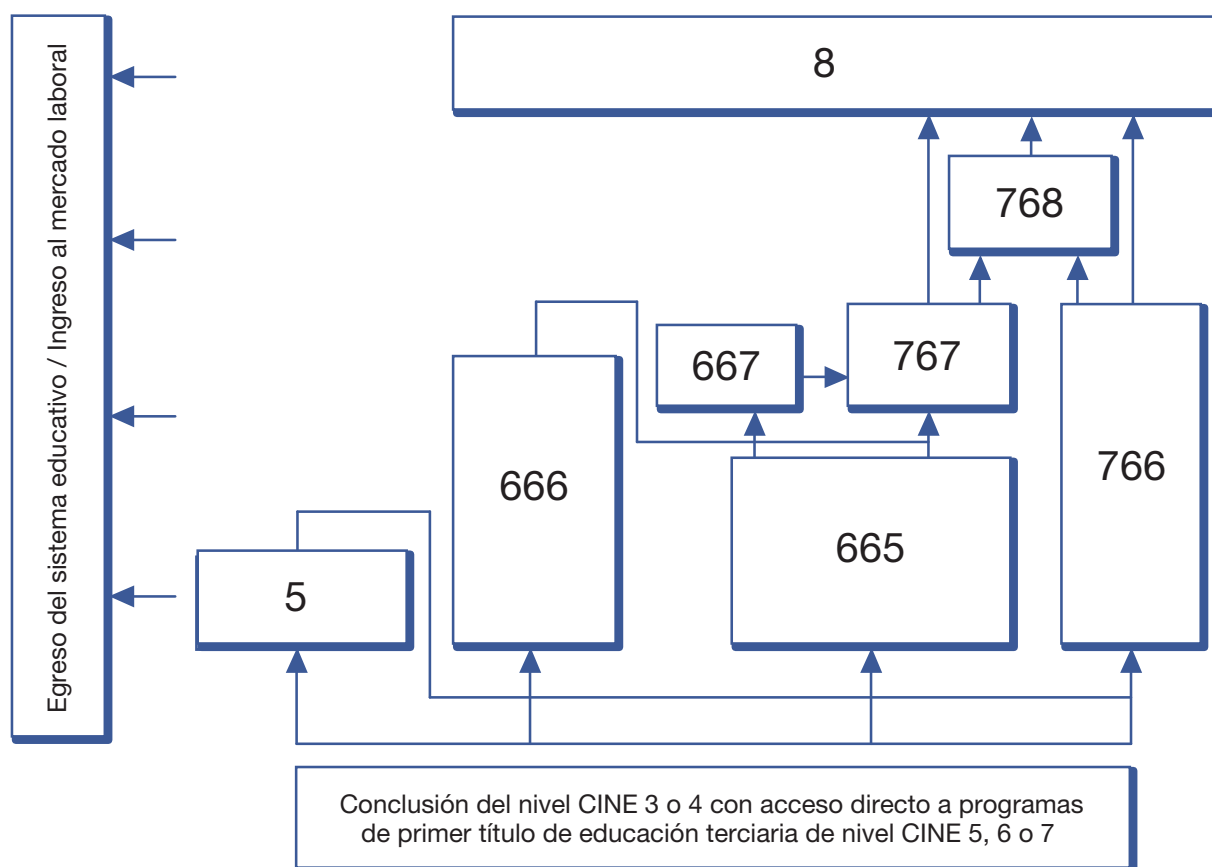 Egreso del sistema educativo / Ingreso al mercado laboral
8
768
667
767
666
766
665
5
Conclusión del nivel CINE 3 o 4 con acceso directo a programas
de primer título de educación terciaria de nivel CINE 5, 6 o 7